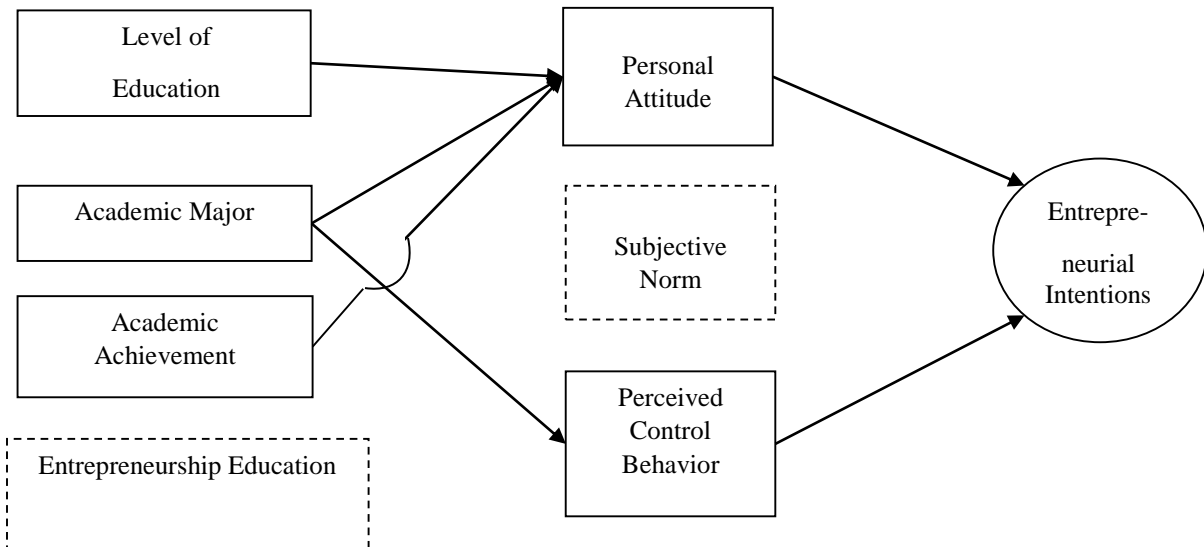 Level of
Education
Personal
Attitude
Academic Major
Subjective
Norm
Entrepre-
neurial
Intentions
Academic
Achievement
Perceived
Control
Behavior
Entrepreneurship Education